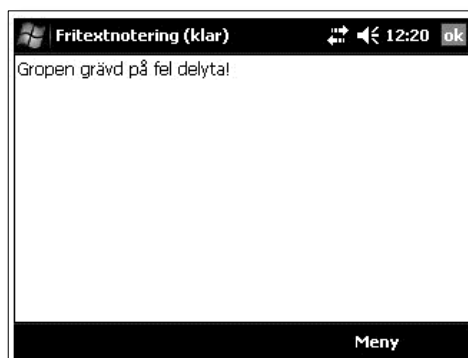 Fritextnotering (klar) 12:20 ok
Gropen grävd på fel delyta!
Meny